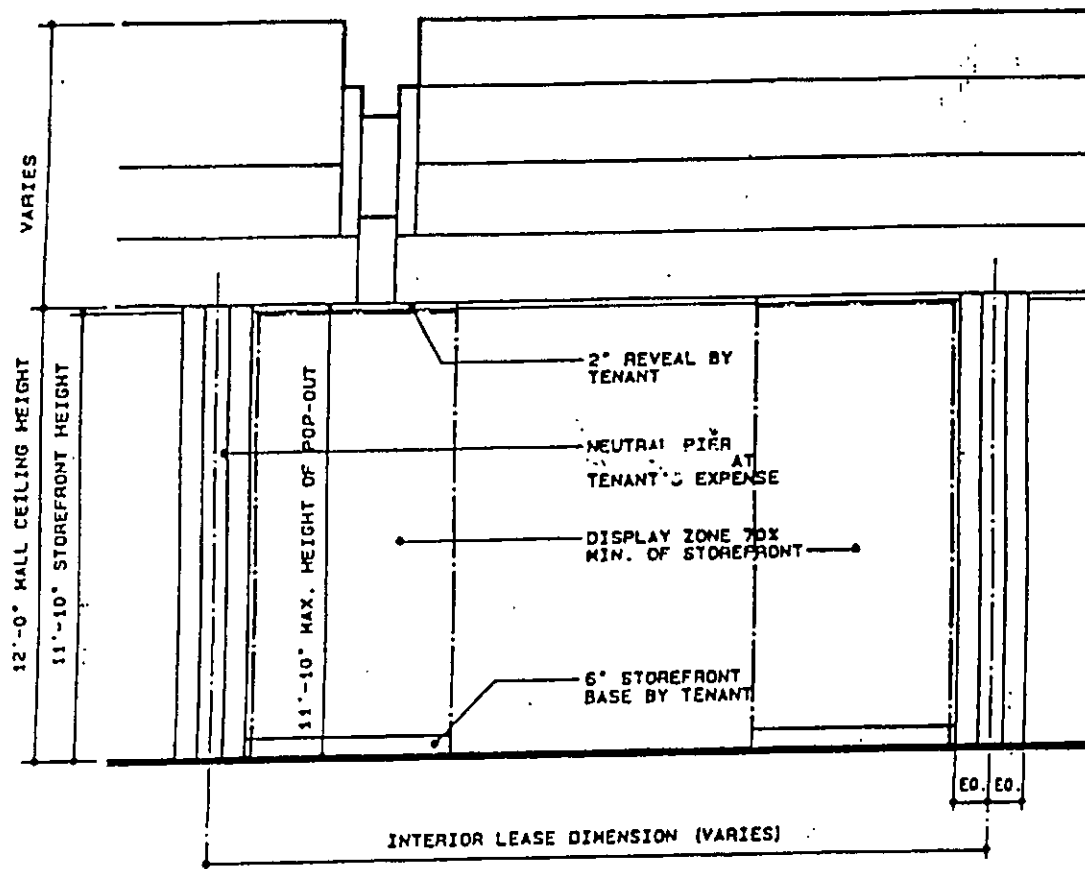 VARIES
12'-0" MALL CEILING HEIGHT
11'-10" STOREFRONT HEIGHT
11'-10" MAX. HEIGHT OF POP-OUT
2" REVEAL BY
TENANT
NEUTRAL PIER
AT
TENANT'S EXPENSE
DISPLAY ZONE 70%
MIN. OF STOREFRONT
6" STOREFRONT
BASE BY TENANT
EQ. EQ.
INTERIOR LEASE DIMENSION (VARIES)